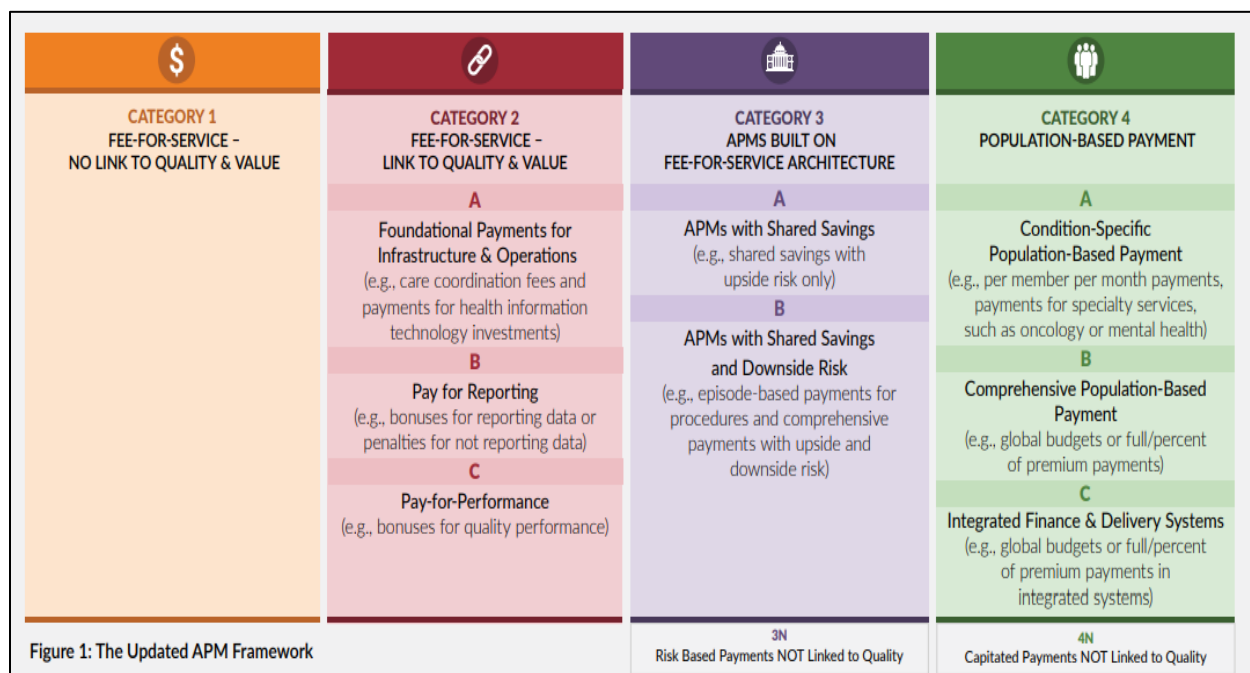 $
CATEGORY 1
FEE-FOR-SERVICE –
NO LINK TO QUALITY & VALUE
CATEGORY 2
FEE-FOR-SERVICE –
LINK TO QUALITY & VALUE
A
Foundational Payments for
Infrastructure & Operations
(e.g., care coordination fees and
payments for health information
technology investments)
B
Pay for Reporting
(e.g., bonuses for reporting data or
penalties for not reporting data)
C
Pay-for-Performance
(e.g., bonuses for quality performance)
CATEGORY 3
APMS BUILT ON
FEE-FOR-SERVICE ARCHITECTURE
A
APMs with Shared Savings
(e.g., shared savings with
upside risk only)
B
APMs with Shared Savings
and Downside Risk
(e.g., episode-based payments for
procedures and comprehensive
payments with upside and
downside risk)
3N
Risk Based Payments NOT Linked to Quality
CATEGORY 4
POPULATION-BASED PAYMENT
A
Condition-Specific
Population-Based Payment
(e.g., per member per month payments,
payments for specialty services,
such as oncology or mental health)
B
Comprehensive Population-Based
Payment
(e.g., global budgets or full/percent
of premium payments)
C
Integrated Finance & Delivery Systems
(e.g., global budgets or full/percent
of premium payments in
integrated systems)
4N
Capitated Payments NOT Linked to Quality
Figure 1: The Updated APM Framework